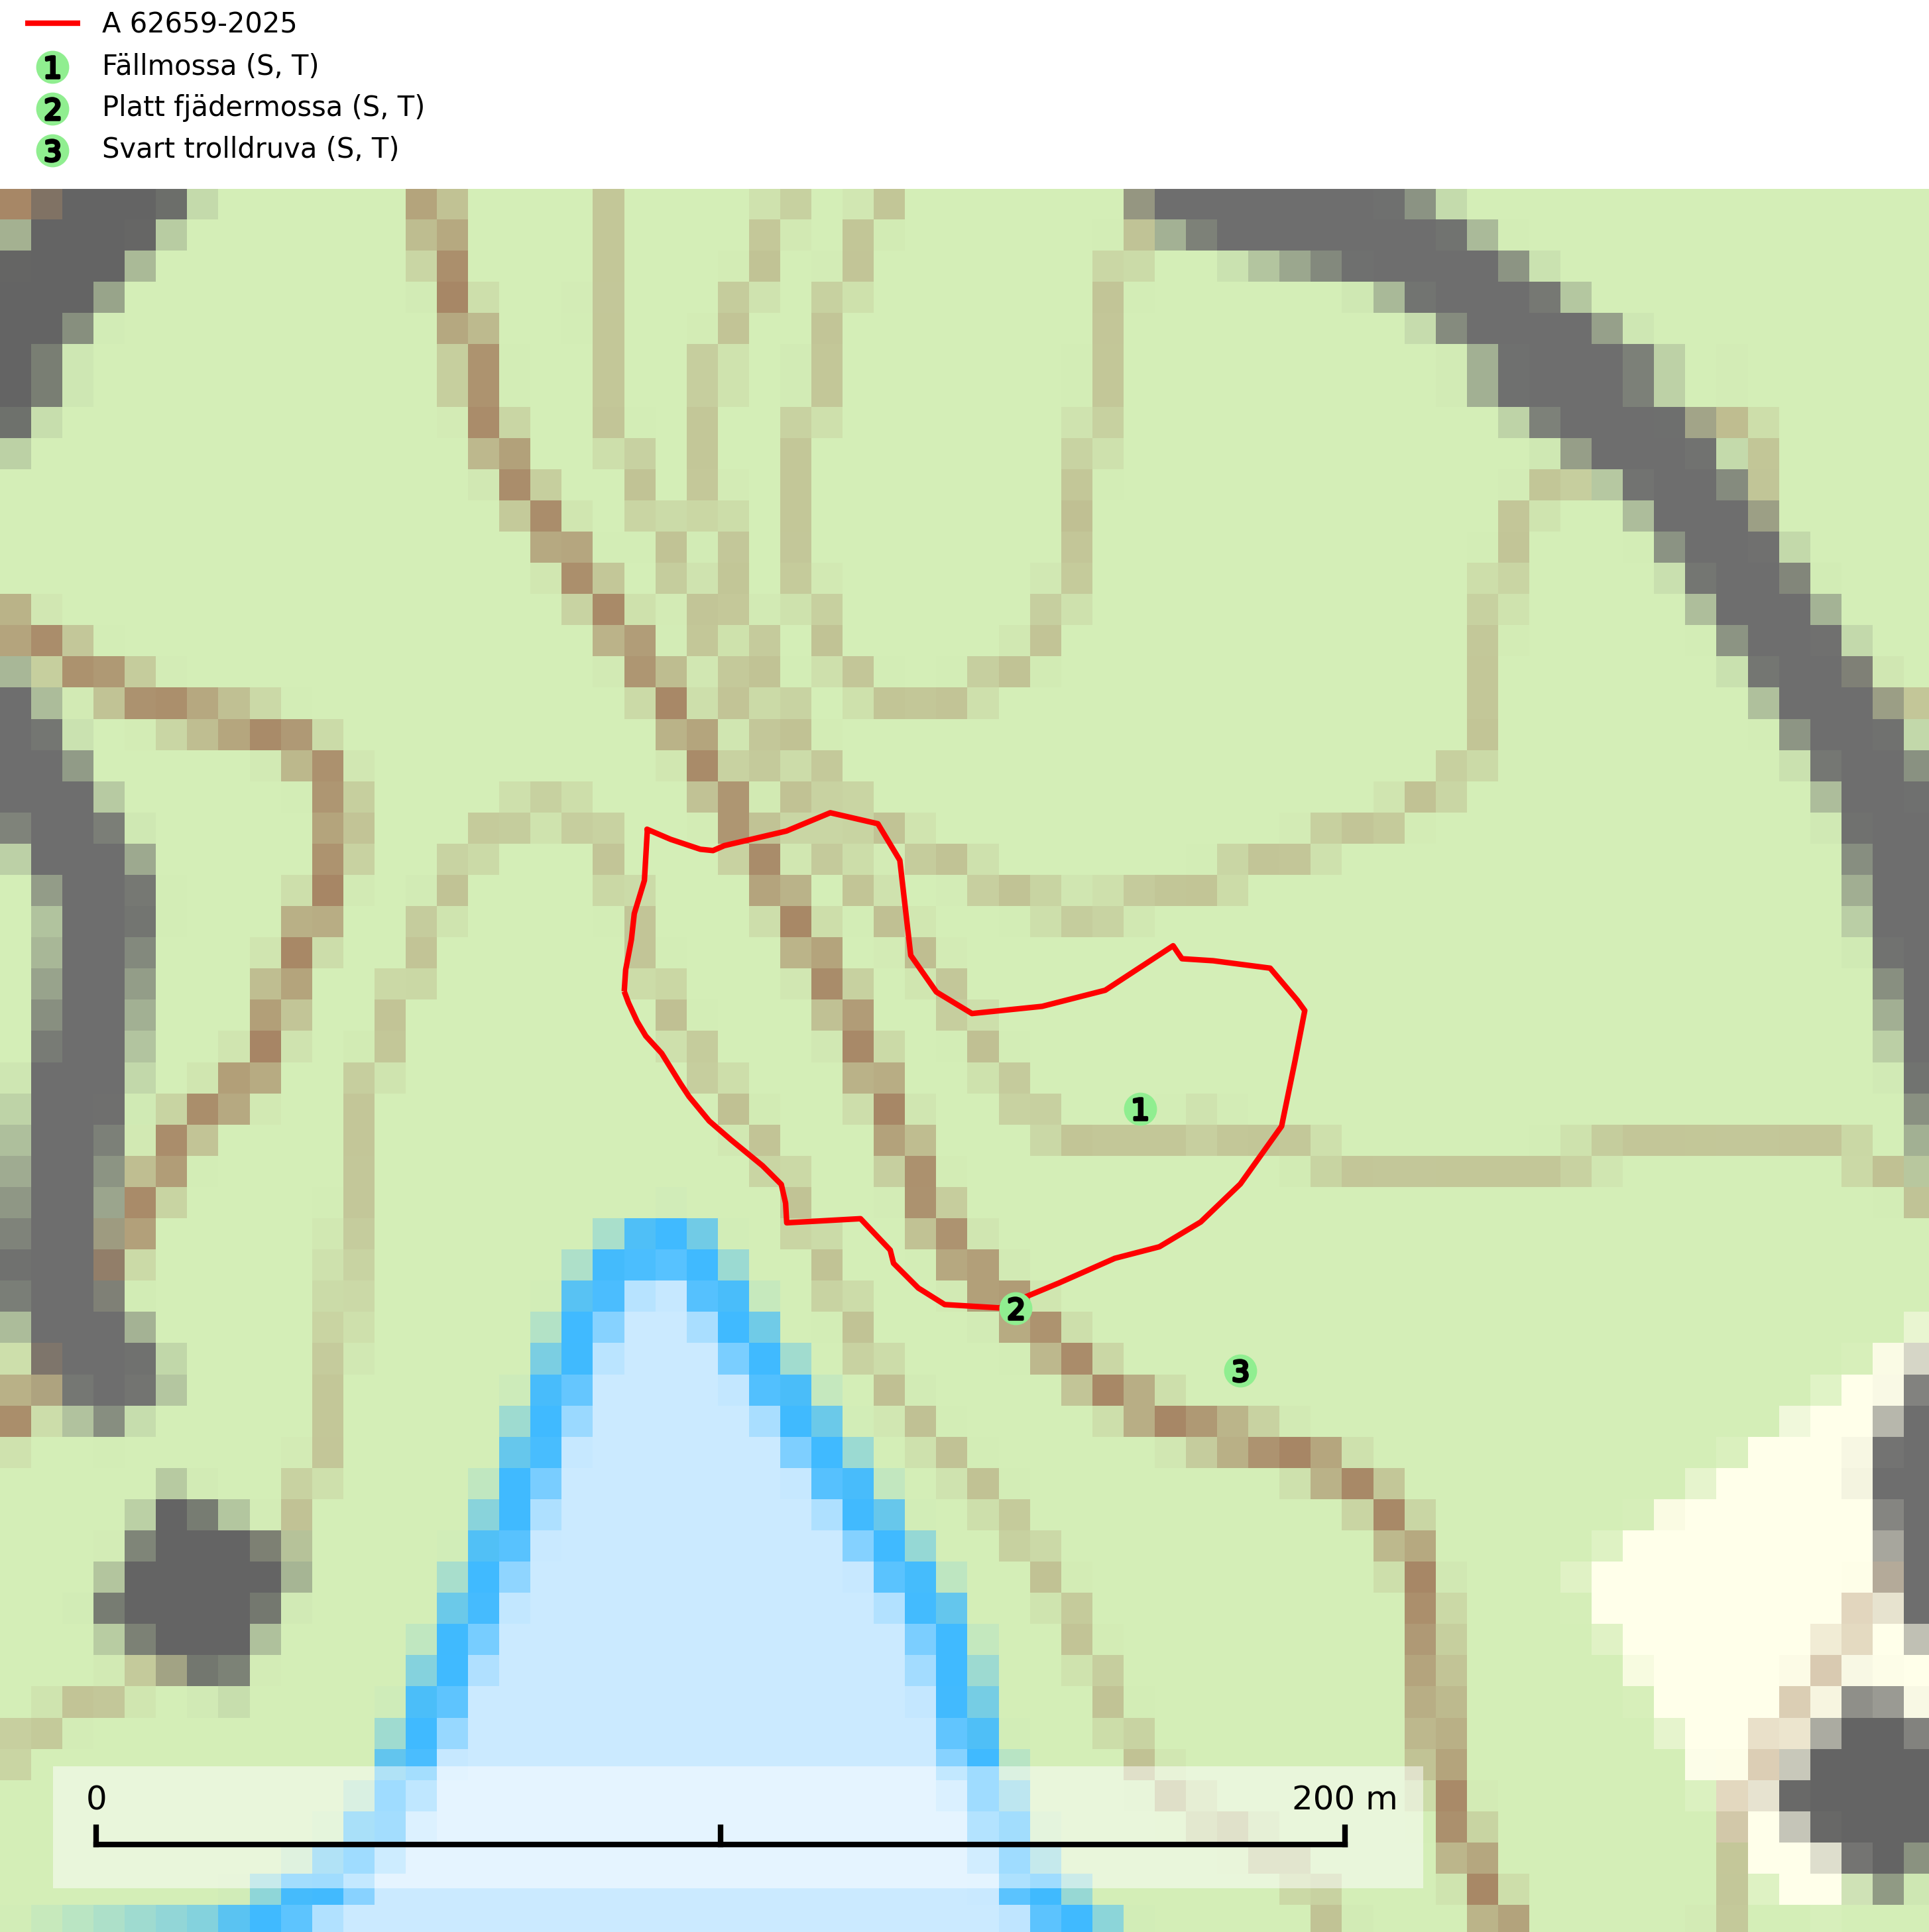 A 62659-2025
1 Fällmossa (S, T)
2 Platt fjädermossa (S, T)
3 Svart trolldruva (S, T)
1
2
3
0 200 m